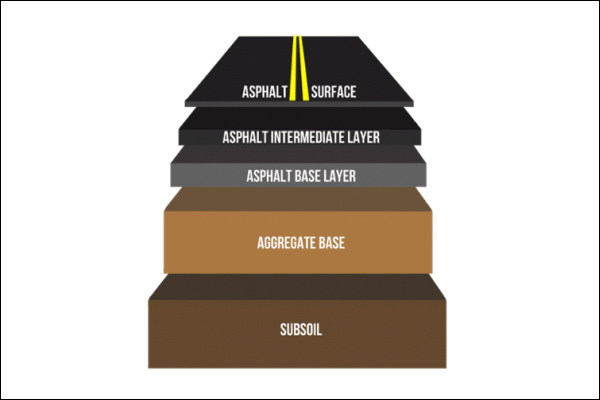 ASPHALT SURFACE
ASPHALT INTERMEDIATE LAYER
ASPHALT BASE LAYER
AGGREGATE BASE
SUBSOIL